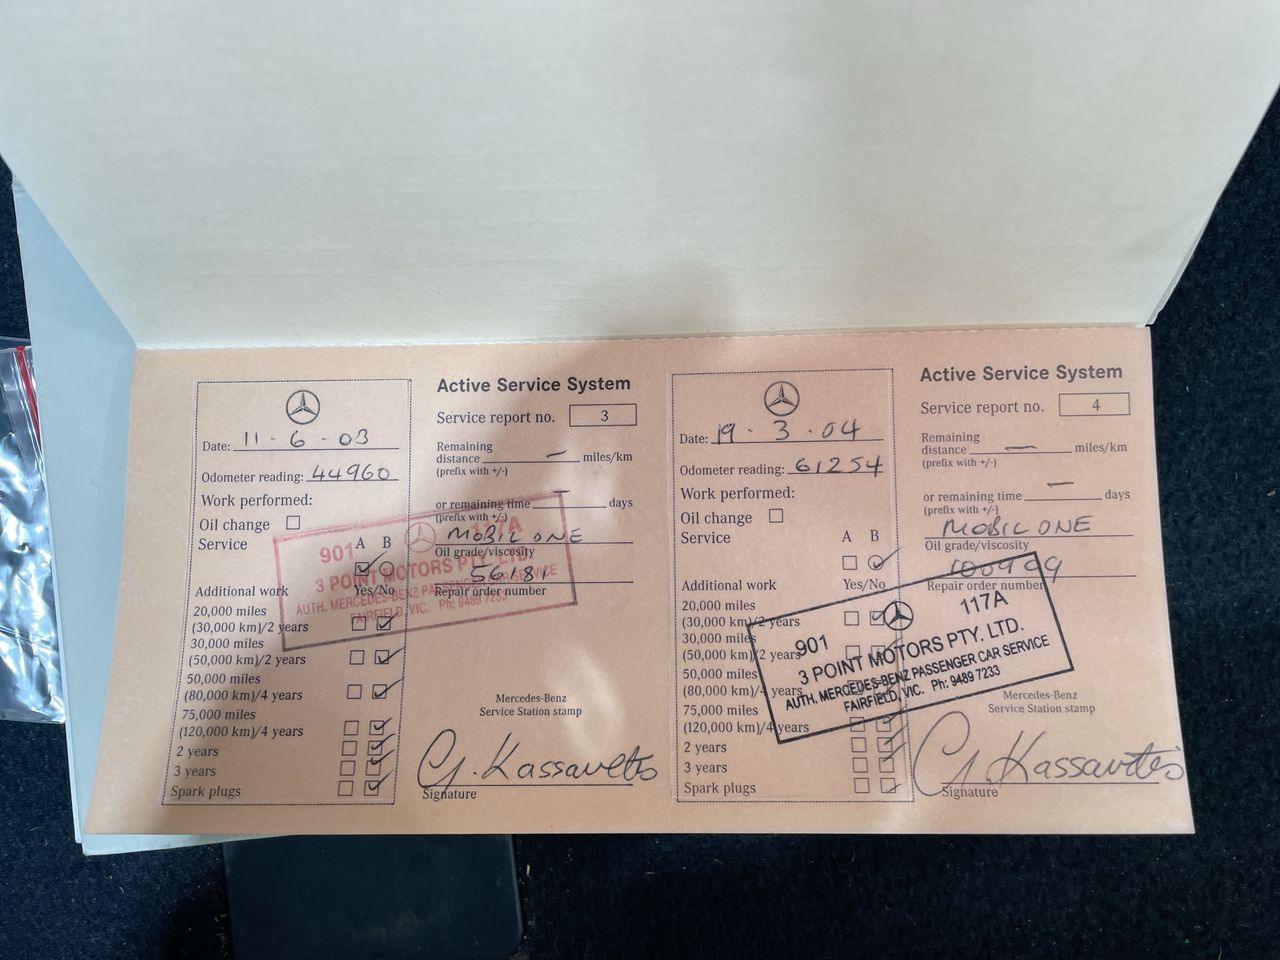 Active Service System
Service report no. 3
Date: 11 - 6 - 03
Remaining
distance — miles/km
(prefix with +/-)
Odometer reading: 44960
Work performed:
or remaining time — days
(prefix with +/-)
Oil change
Service A B
MOBIL ONE
Oil grade/viscosity
56181
Repair order number
Additional work Yes/No
20,000 miles
(30,000 km)/2 years
30,000 miles
(50,000 km)/2 years
50,000 miles
(80,000 km)/4 years
75,000 miles
(120,000 km)/4 years
2 years
3 years
Spark plugs
901 117A
3 POINT MOTORS PTY. LTD.
AUTH. MERCEDES-BENZ PASSENGER CAR SERVICE
FAIRFIELD, VIC. Ph: 9489 7233
Mercedes-Benz
Service Station stamp
G. Kassavetis
Signature
Active Service System
Service report no. 4
Date: 19 . 3 . 04
Remaining
distance — miles/km
(prefix with +/-)
Odometer reading: 61254
Work performed:
or remaining time — days
(prefix with +/-)
Oil change
Service A B
MOBIL ONE
Oil grade/viscosity
Repair order number
Additional work Yes/No
20,000 miles
(30,000 km)/2 years
30,000 miles
(50,000 km)/2 years
50,000 miles
(80,000 km)/4 years
75,000 miles
(120,000 km)/4 years
2 years
3 years
Spark plugs
901 117A
3 POINT MOTORS PTY. LTD.
AUTH. MERCEDES-BENZ PASSENGER CAR SERVICE
FAIRFIELD, VIC. Ph: 9489 7233
Mercedes-Benz
Service Station stamp
G. Kassavetis
Signature